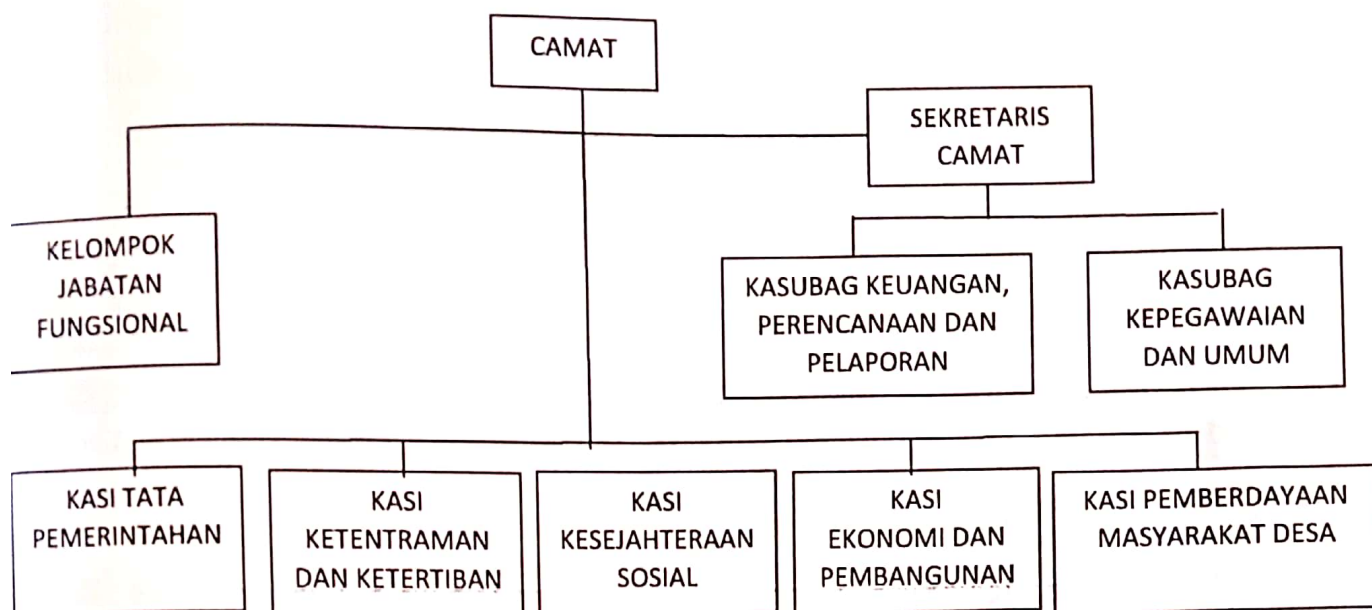 CAMAT
SEKRETARIS
CAMAT
KELOMPOK
JABATAN
FUNGSIONAL
KASUBAG KEUANGAN,
PERENCANAAN DAN
PELAPORAN
KASUBAG
KEPEGAWAIAN
DAN UMUM
KASI TATA
PEMERINTAHAN
KASI
KETENTRAMAN
DAN KETERTIBAN
KASI
KESEJAHTERAAN
SOSIAL
KASI
EKONOMI DAN
PEMBANGUNAN
KASI PEMBERDAYAAN
MASYARAKAT DESA